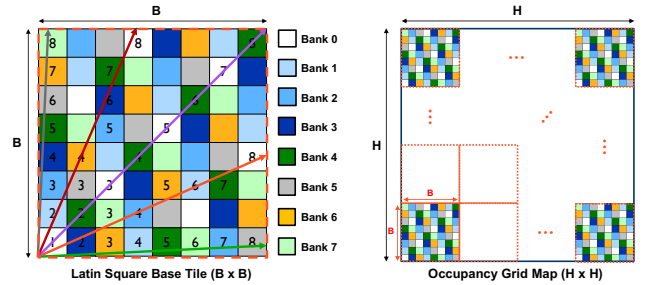 B
H
8 8 8
7 7 7
6 6
5 5 5
4 4 4 8
3 3 3 5 6 7
2 2 3 4
1 2 3 4 5 6 7 8
B
Bank 0
Bank 1
Bank 2
Bank 3
Bank 4
Bank 5
Bank 6
Bank 7
H
B
B
Latin Square Base Tile (B x B)
Occupancy Grid Map (H x H)